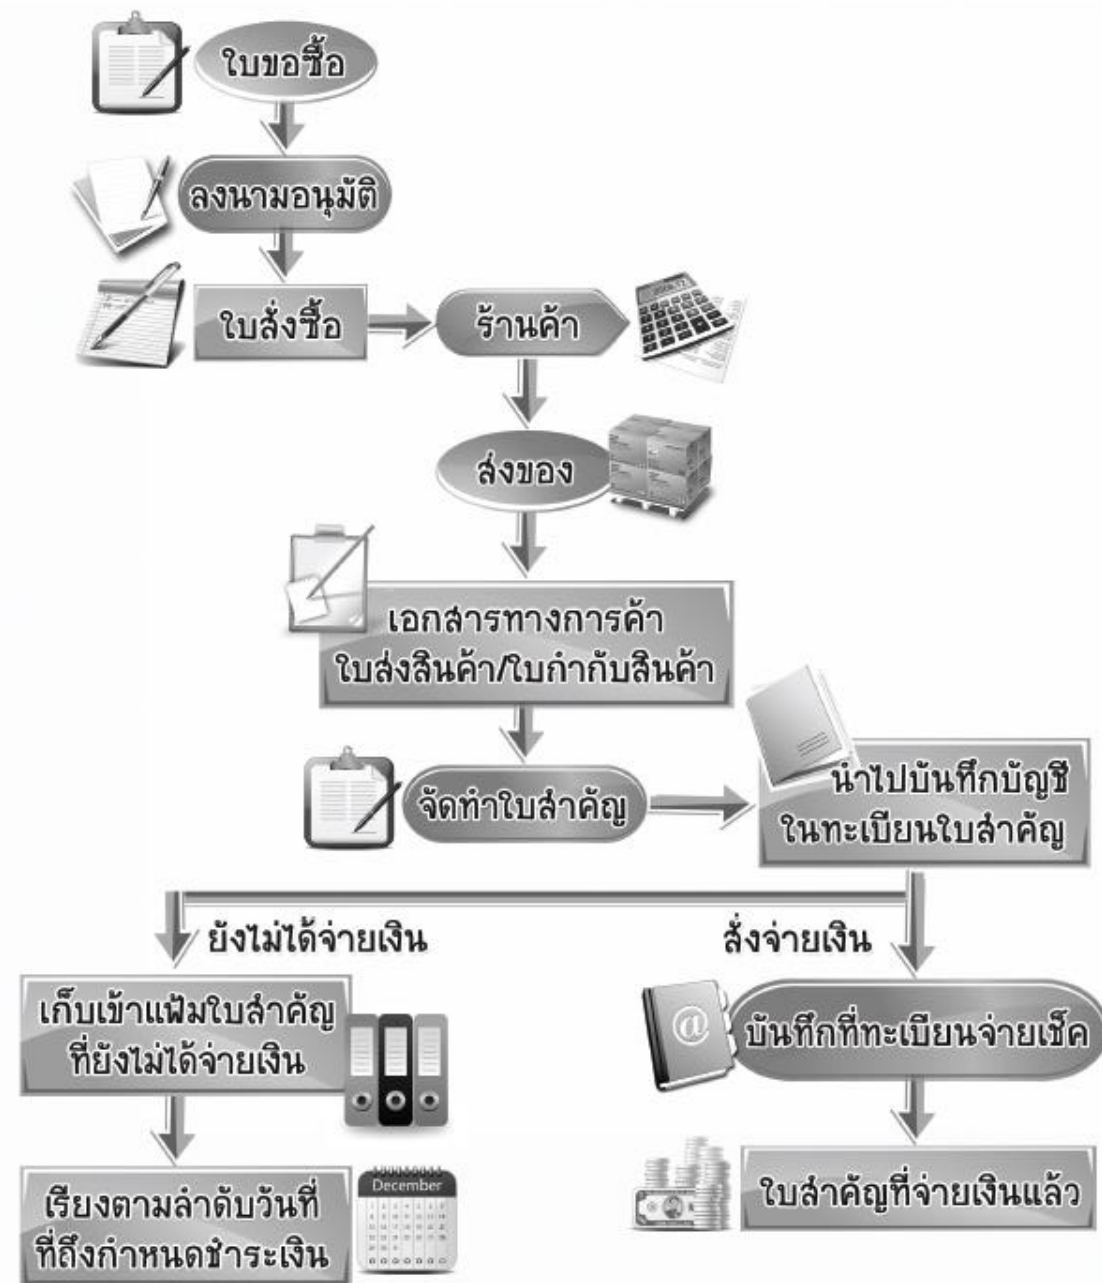 ใบขอซื้อ
ลงนามอนุมัติ
ใบสั่งซื้อ
ร้านค้า
ส่งของ
เอกสารทางการค้า
ใบส่งสินค้า/ใบกำกับสินค้า
จัดทำใบสำคัญ
นำไปบันทึกบัญชี
ในทะเบียนใบสำคัญ
ยังไม่ได้จ่ายเงิน
สั่งจ่ายเงิน
เก็บเข้าแฟ้มใบสำคัญ
ที่ยังไม่ได้จ่ายเงิน
@
บันทึกที่ทะเบียนจ่ายเช็ค
เรียงตามลำดับวันที่
ที่ถึงกำหนดชำระเงิน
December
ใบสำคัญที่จ่ายเงินแล้ว